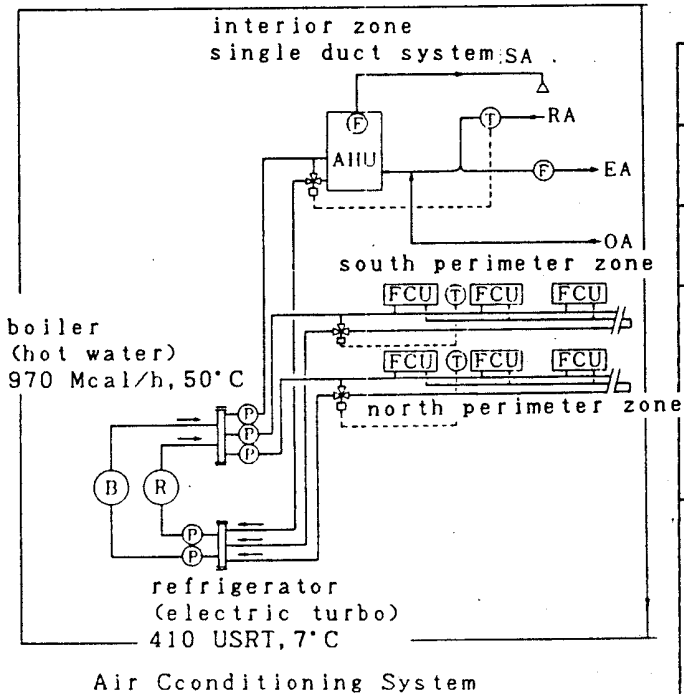 interior zone
single duct system
SA
F
T
RA
AHU
F
EA
OA
south perimeter zone
FCU T FCU FCU
boiler
(hot water)
970 Mcal/h, 50°C
FCU T FCU FCU
north perimeter zone
P
P
P
B
R
P
P
refrigerator
(electric turbo)
410 USRT, 7°C
Air Cconditioning System